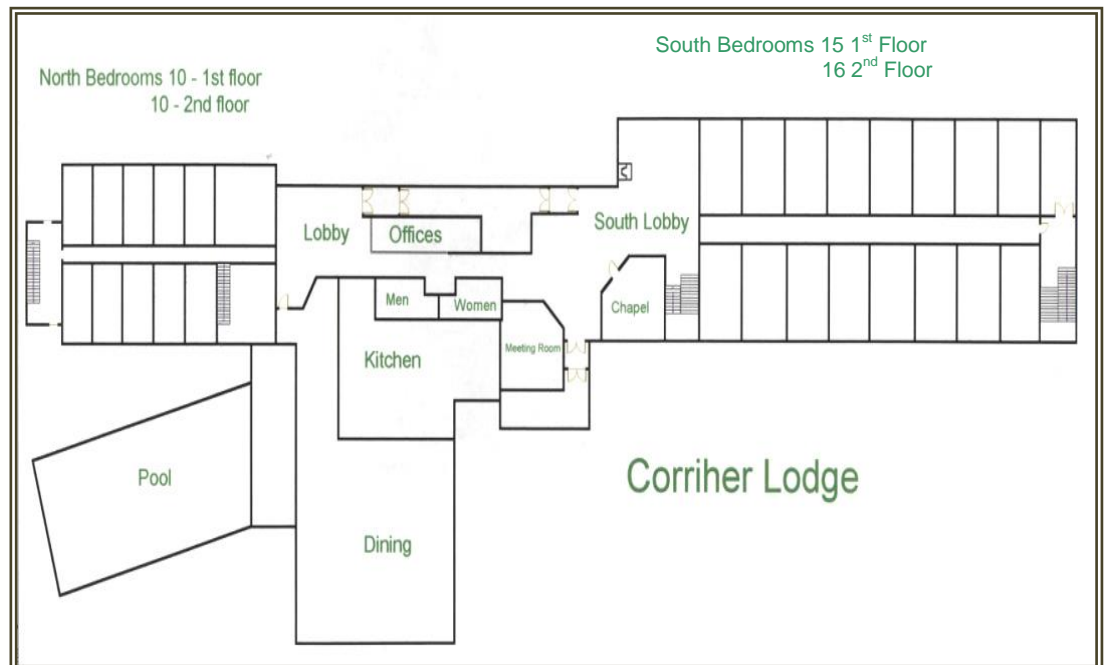 South Bedrooms 15 1st Floor
16 2nd Floor
North Bedrooms 10 - 1st floor
10 - 2nd floor
Lobby
Offices
South Lobby
Men
Women
Chapel
Meeting Room
Kitchen
Pool
Corriher Lodge
Dining